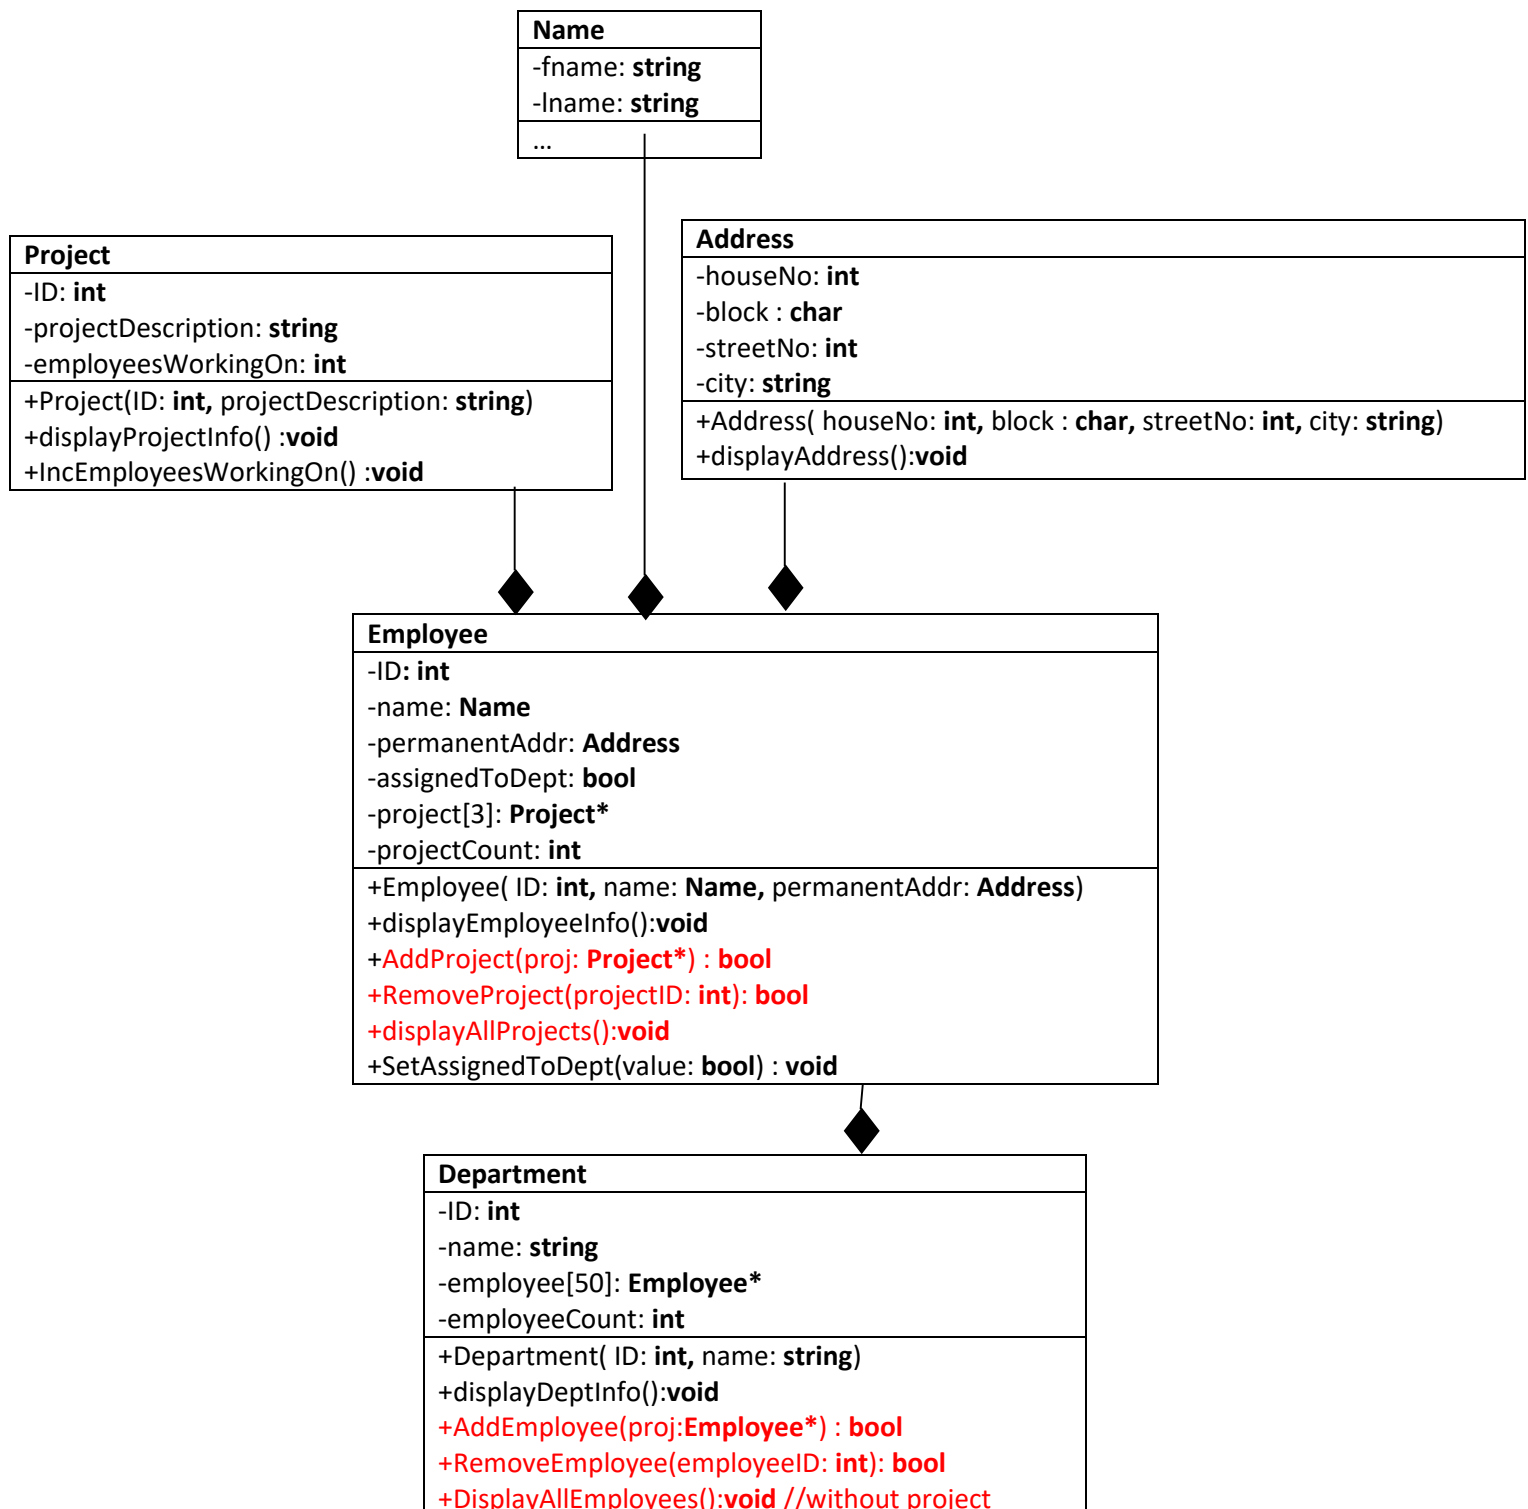 Name
-fname: string
-lname: string
...
Project
-ID: int
-projectDescription: string
-employeesWorkingOn: int
+Project(ID: int, projectDescription: string)
+displayProjectInfo() :void
+IncEmployeesWorkingOn() :void
Address
-houseNo: int
-block : char
-streetNo: int
-city: string
+Address( houseNo: int, block : char, streetNo: int, city: string)
+displayAddress():void
Employee
-ID: int
-name: Name
-permanentAddr: Address
-assignedToDept: bool
-project[3]: Project*
-projectCount: int
+Employee( ID: int, name: Name, permanentAddr: Address)
+displayEmployeeInfo():void
+AddProject(proj: Project*) : bool
+RemoveProject(projectID: int): bool
+displayAllProjects():void
+SetAssignedToDept(value: bool) : void
Department
-ID: int
-name: string
-employee[50]: Employee*
-employeeCount: int
+Department( ID: int, name: string)
+displayDeptInfo():void
+AddEmployee(proj:Employee*) : bool
+RemoveEmployee(employeeID: int): bool
+DisplayAllEmployees():void //without project